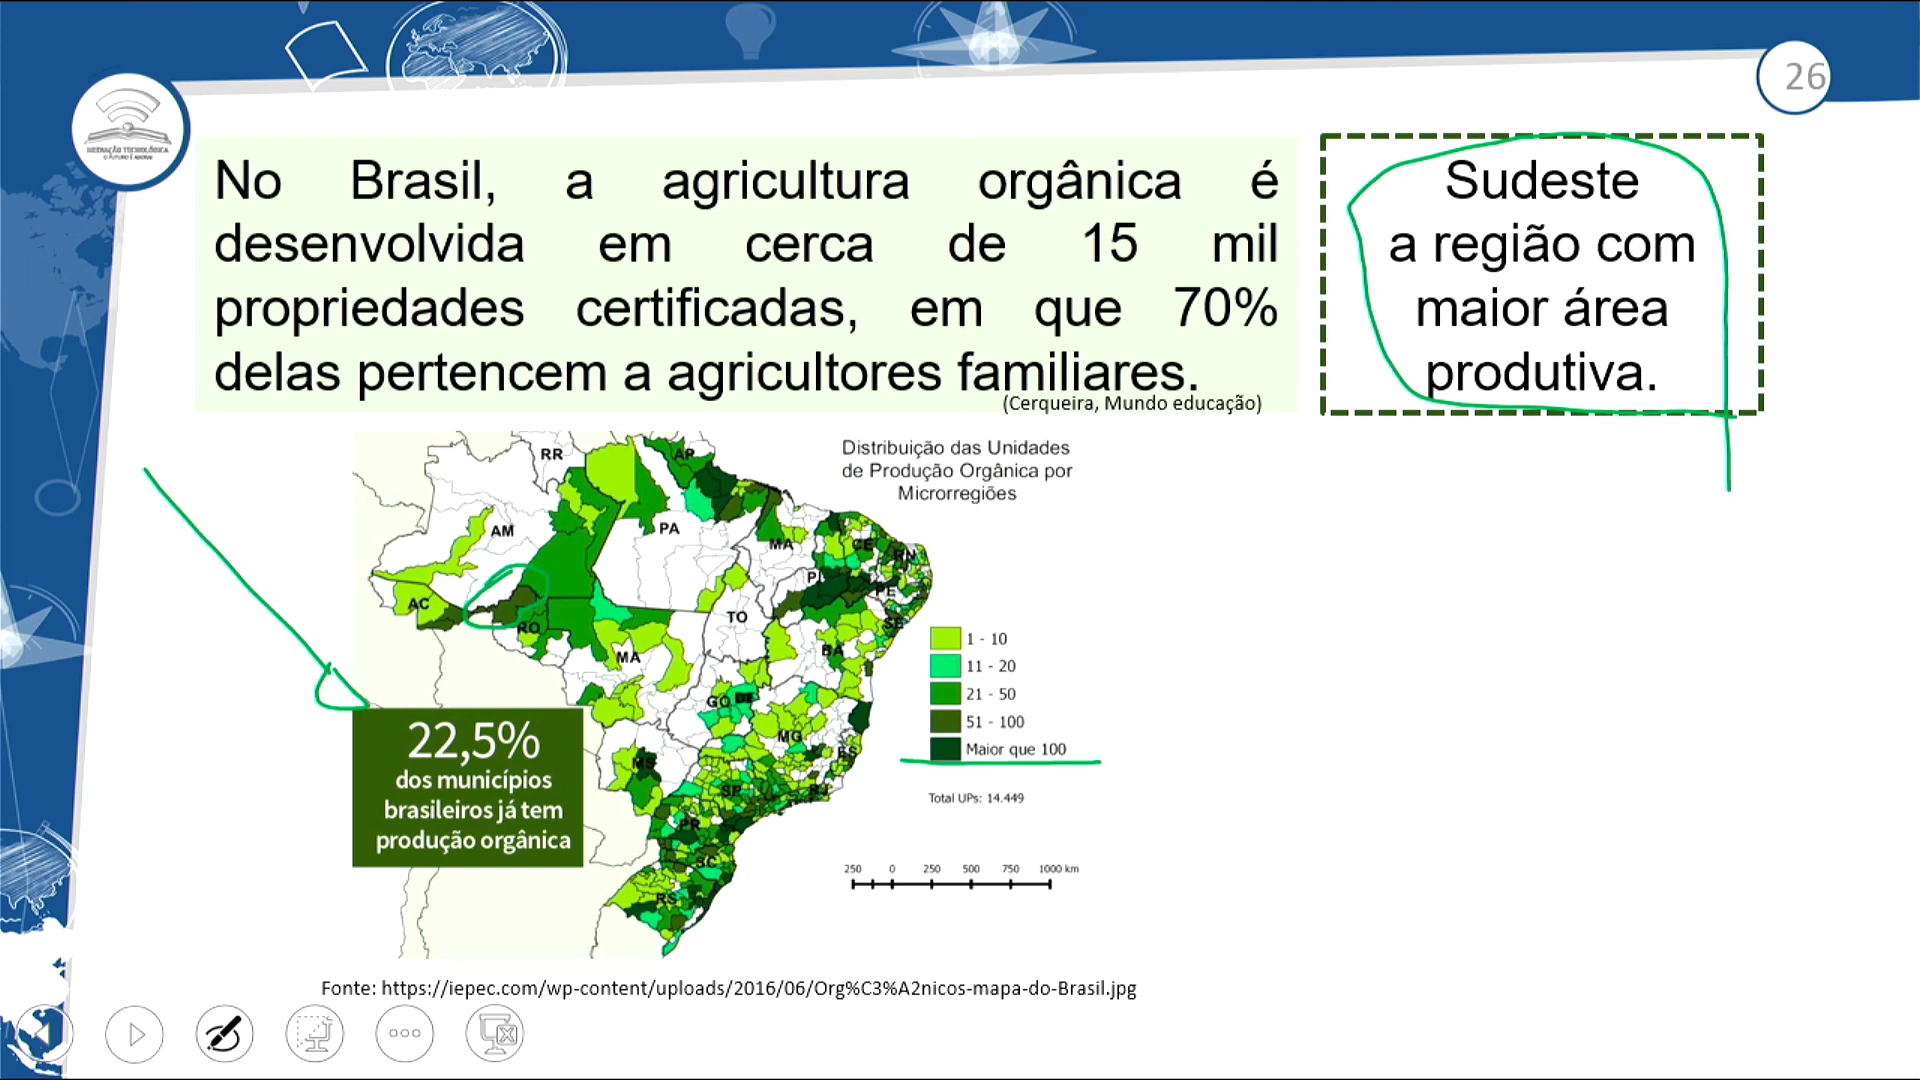 26
MEDIAÇÃO TECNOLÓGICA
O FUTURO É AGORA!
No Brasil, a agricultura orgânica é
desenvolvida em cerca de 15 mil
propriedades certificadas, em que 70%
delas pertencem a agricultores familiares.
(Cerqueira, Mundo educação)
Sudeste
a região com
maior área
produtiva.
Distribuição das Unidades
de Produção Orgânica por
Microrregiões
RR
AP
AM
PA
MA
CE
RN
PI
PE
AC
TO
SE
RO
BA
MA
GO DF
MG
ES
MS
SP
RJ
PR
SC
RS
1 - 10
11 - 20
21 - 50
51 - 100
Maior que 100
Total UPs: 14.449
250 0 250 500 750 1000 km
22,5%
dos municípios
brasileiros já tem
produção orgânica
Fonte: https://iepec.com/wp-content/uploads/2016/06/Org%C3%A2nicos-mapa-do-Brasil.jpg